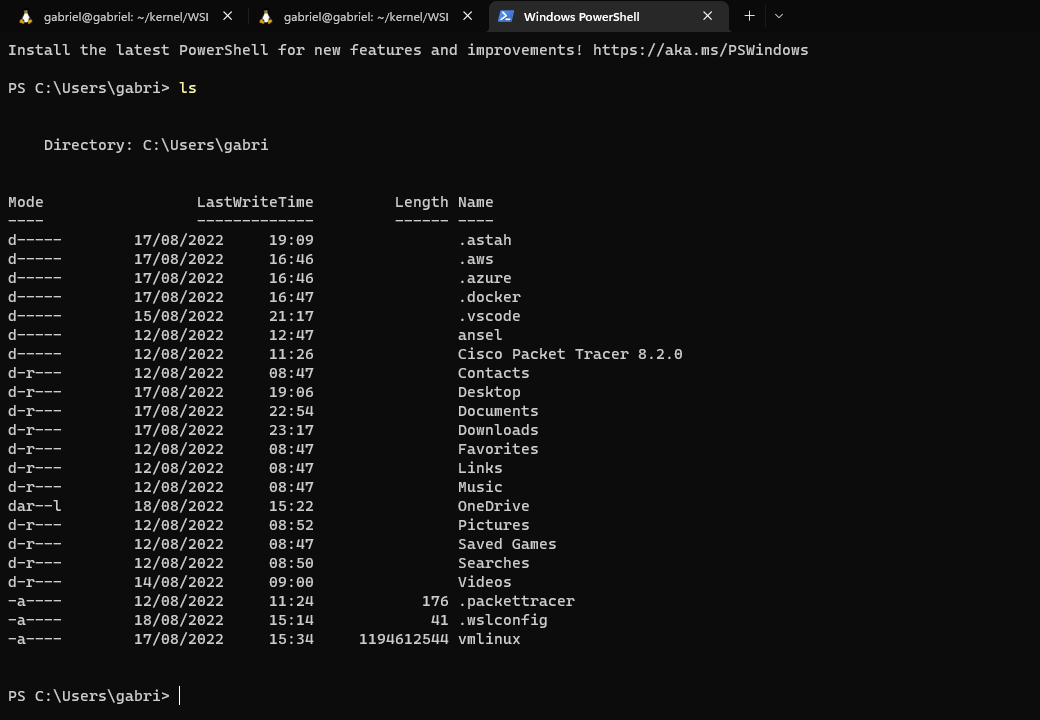 gabriel@gabriel: ~/kernel/WSl gabriel@gabriel: ~/kernel/WSl Windows PowerShell
Install the latest PowerShell for new features and improvements! https://aka.ms/PSWindows
PS C:\Users\gabri> ls
Directory: C:\Users\gabri
Mode                 LastWriteTime         Length Name
----                 -------------         ------ ----
d-----        17/08/2022     19:09                .astah
d-----        17/08/2022     16:46                .aws
d-----        17/08/2022     16:46                .azure
d-----        17/08/2022     16:47                .docker
d-----        15/08/2022     21:17                .vscode
d-----        12/08/2022     12:47                ansel
d-----        12/08/2022     11:26                Cisco Packet Tracer 8.2.0
d-r---        12/08/2022     08:47                Contacts
d-r---        17/08/2022     19:06                Desktop
d-r---        17/08/2022     22:54                Documents
d-r---        17/08/2022     23:17                Downloads
d-r---        12/08/2022     08:47                Favorites
d-r---        12/08/2022     08:47                Links
d-r---        12/08/2022     08:47                Music
dar--l        18/08/2022     15:22                OneDrive
d-r---        12/08/2022     08:52                Pictures
d-r---        12/08/2022     08:47                Saved Games
d-r---        12/08/2022     08:50                Searches
d-r---        14/08/2022     09:00                Videos
-a----        12/08/2022     11:24            176 .packettracer
-a----        18/08/2022     15:14             41 .wslconfig
-a----        17/08/2022     15:34     1194612544 vmlinux
PS C:\Users\gabri>